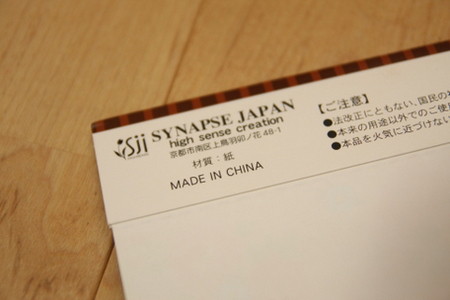 sjj SYNAPSE JAPAN
high sense creation
京都市南区上鳥羽卯ノ花48-1
材質：紙
MADE IN CHINA
【ご注意】
●法改正にともない、国民の
●本来の用途以外でのご使
●本品を火気に近づけない